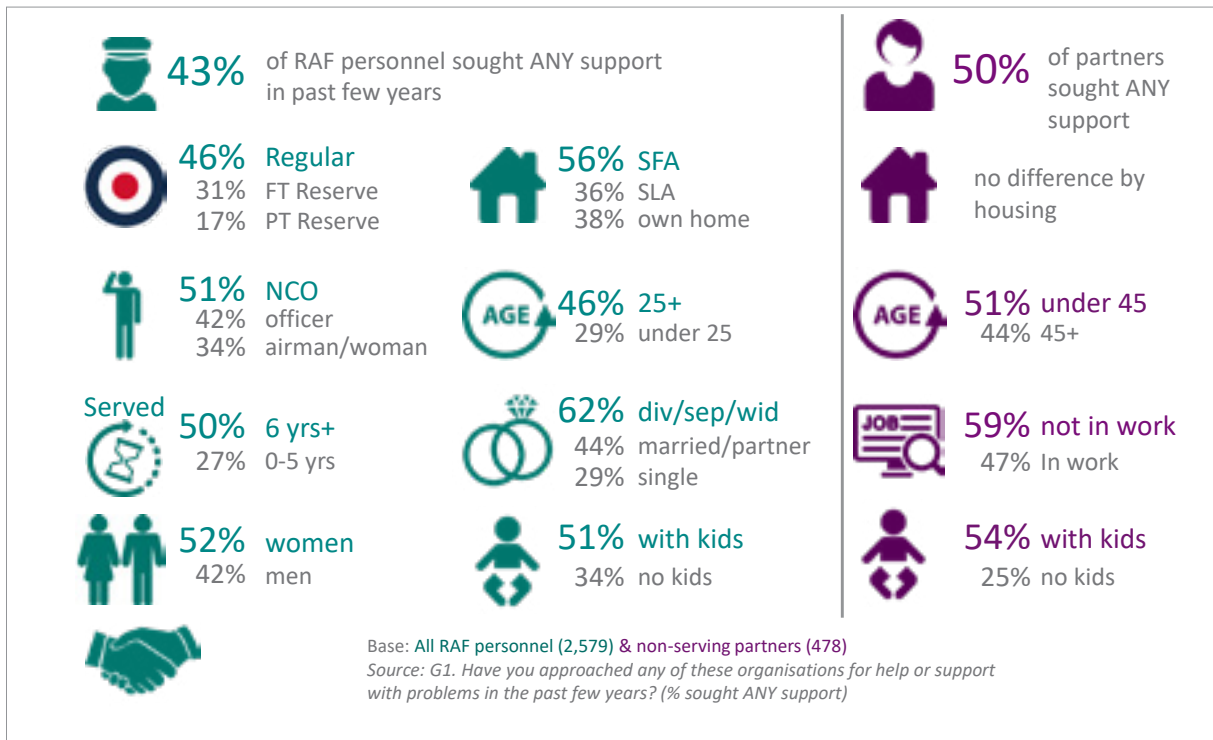 43%
of RAF personnel sought ANY support
in past few years
46% Regular
31% FT Reserve
17% PT Reserve
56% SFA
36% SLA
38% own home
51% NCO
42% officer
34% airman/woman
AGE
46% 25+
29% under 25
Served
50% 6 yrs+
27% 0-5 yrs
62% div/sep/wid
44% married/partner
29% single
52% women
42% men
51% with kids
34% no kids
50%
of partners
sought ANY
support
no difference by
housing
AGE
51% under 45
44% 45+
JOB
59% not in work
47% In work
54% with kids
25% no kids
Base: All RAF personnel (2,579) & non-serving partners (478)
Source: G1. Have you approached any of these organisations for help or support
with problems in the past few years? (% sought ANY support)